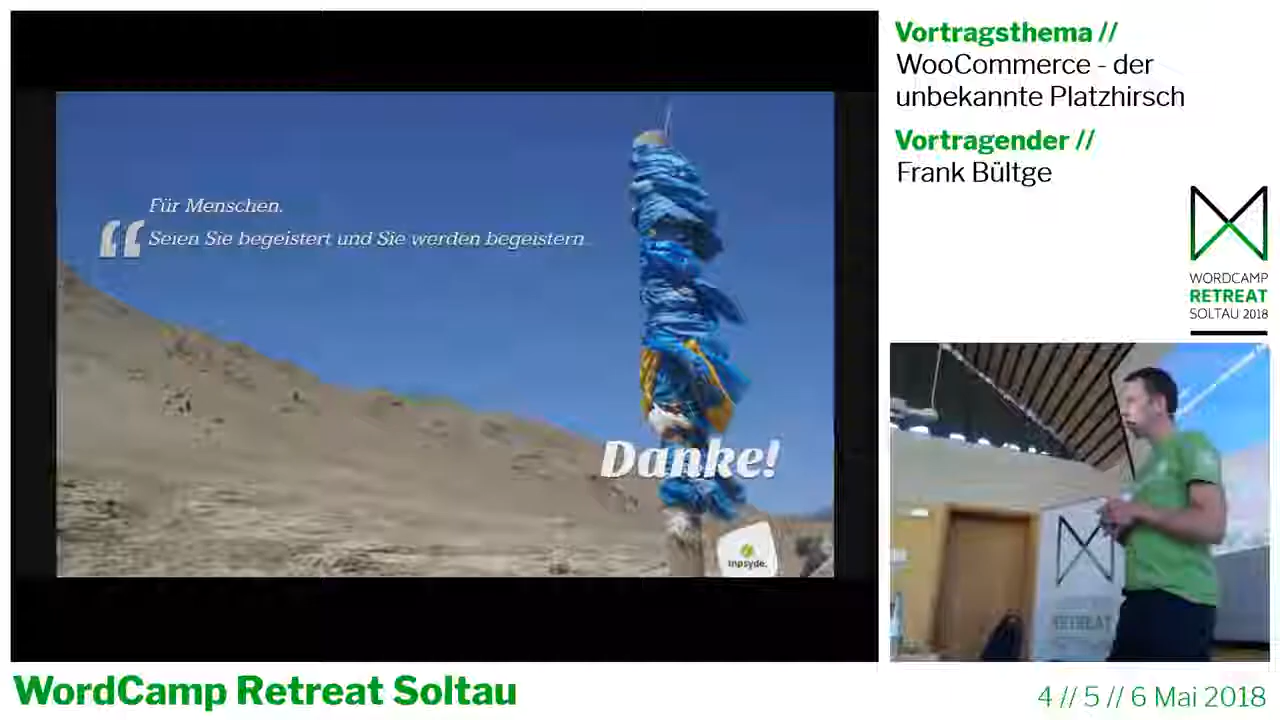 Für Menschen.
Seien Sie begeistert und Sie werden begeistern.
Danke!
inpsyde.
Vortragsthema //
WooCommerce - der
unbekannte Platzhirsch
Vortragender //
Frank Bültge
WORDCAMP
RETREAT
SOLTAU 2018
RETREAT
WordCamp Retreat Soltau
4 // 5 // 6 Mai 2018